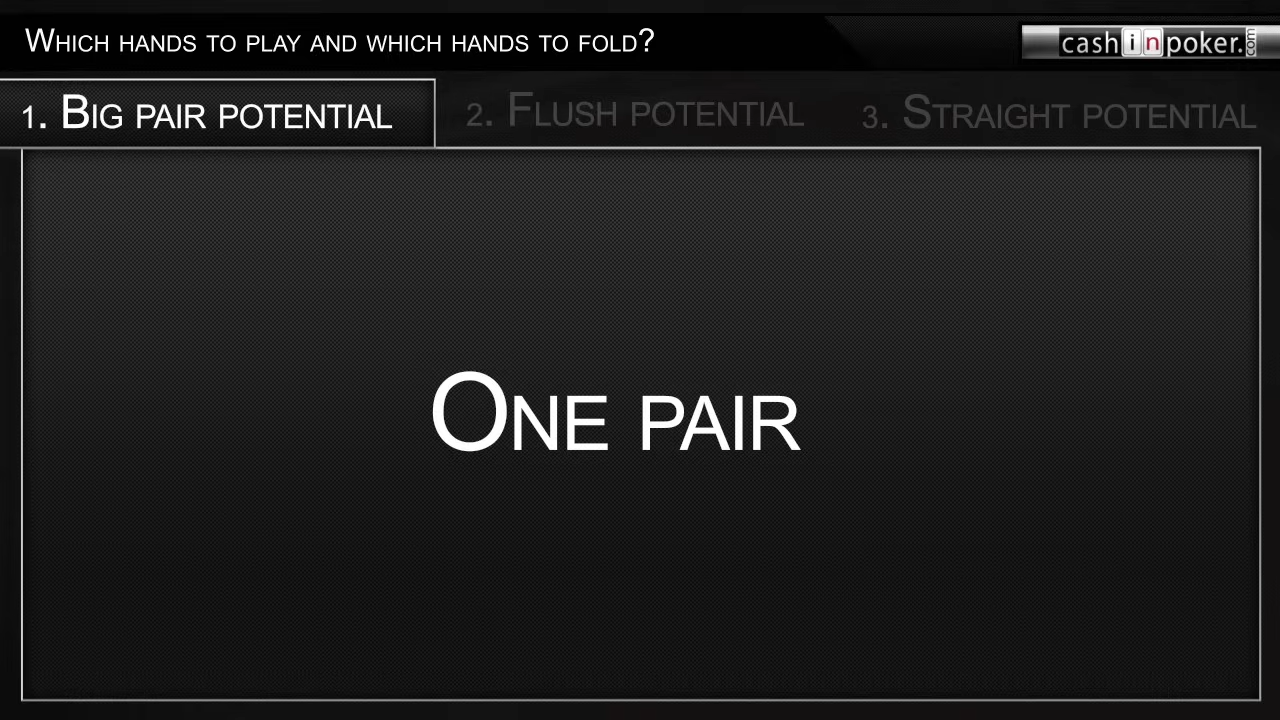 Which hands to play and which hands to fold?
cashinpoker.com
1. Big pair potential
2. Flush potential
3. Straight potential
One pair